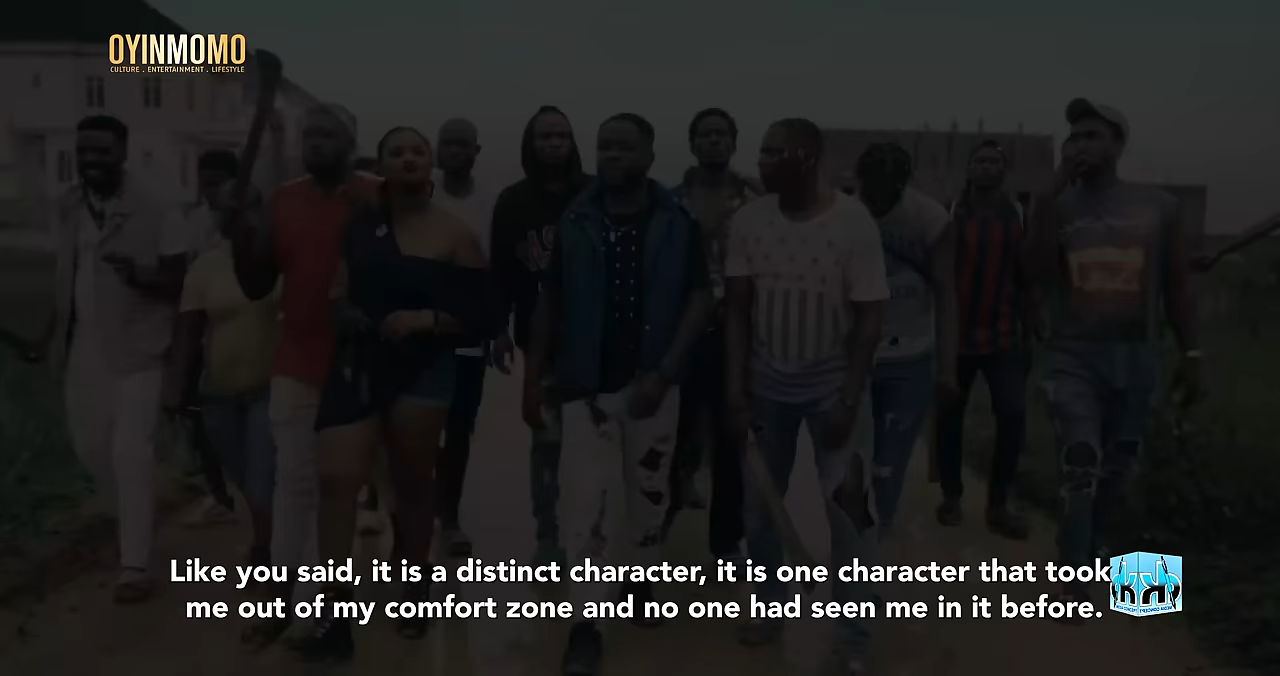 OYINMOMO
CULTURE . ENTERTAINMENT . LIFESTYLE
Like you said, it is a distinct character, it is one character that took
me out of my comfort zone and no one had seen me in it before.